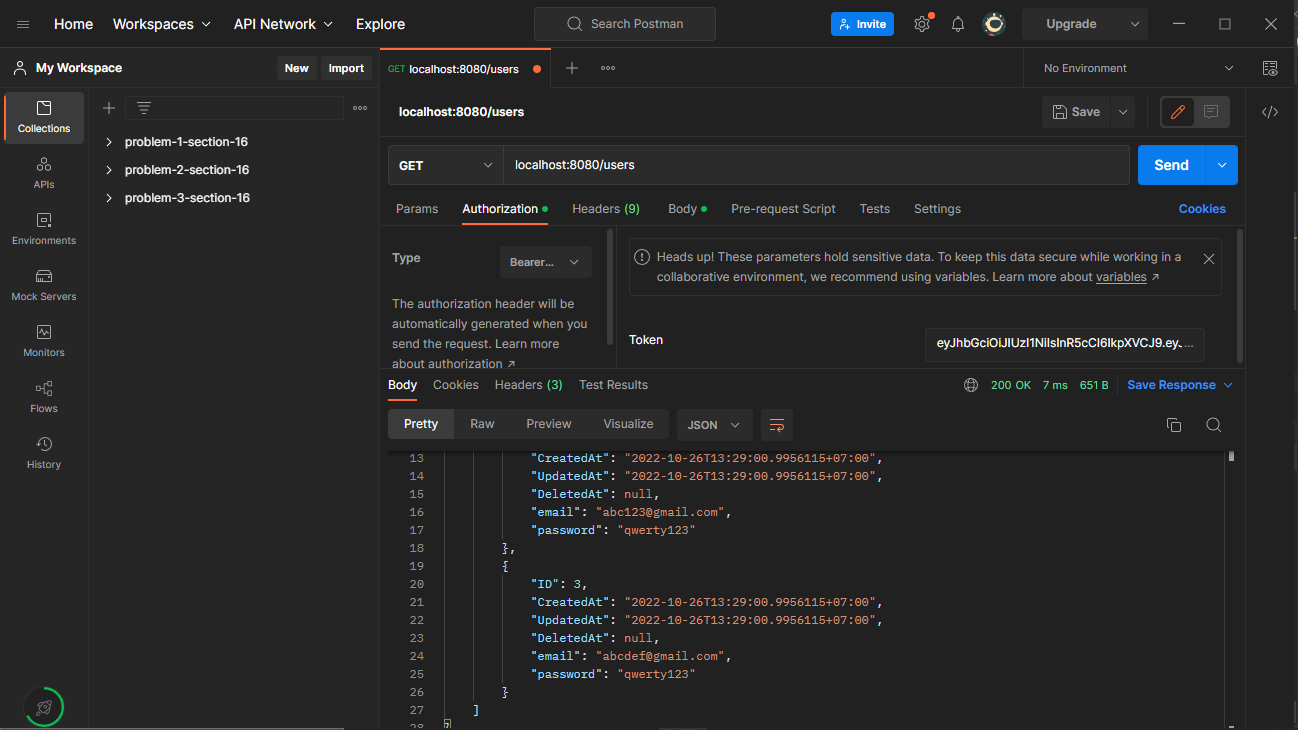 Home Workspaces API Network Explore Search Postman Invite Upgrade
My Workspace New Import GET localhost:8080/users No Environment
Collections
APIs
Environments
Mock Servers
Monitors
Flows
History
problem-1-section-16
problem-2-section-16
problem-3-section-16
localhost:8080/users Save
GET localhost:8080/users Send
Params Authorization Headers (9) Body Pre-request Script Tests Settings Cookies
Type Bearer...
The authorization header will be
automatically generated when you
send the request. Learn more
about authorization ↗
Heads up! These parameters hold sensitive data. To keep this data secure while working in a
collaborative environment, we recommend using variables. Learn more about variables ↗
Token eyJhbGciOiJIUzI1NiIsInR5cCI6IkpXVCJ9.eyJ...
Body Cookies Headers (3) Test Results 200 OK 7 ms 651 B Save Response
Pretty Raw Preview Visualize JSON
13 "CreatedAt": "2022-10-26T13:29:00.9956115+07:00",
14 "UpdatedAt": "2022-10-26T13:29:00.9956115+07:00",
15 "DeletedAt": null,
16 "email": "abc123@gmail.com",
17 "password": "qwerty123"
18 },
19 {
20 "ID": 3,
21 "CreatedAt": "2022-10-26T13:29:00.9956115+07:00",
22 "UpdatedAt": "2022-10-26T13:29:00.9956115+07:00",
23 "DeletedAt": null,
24 "email": "abcdef@gmail.com",
25 "password": "qwerty123"
26 }
27 ]
28 }